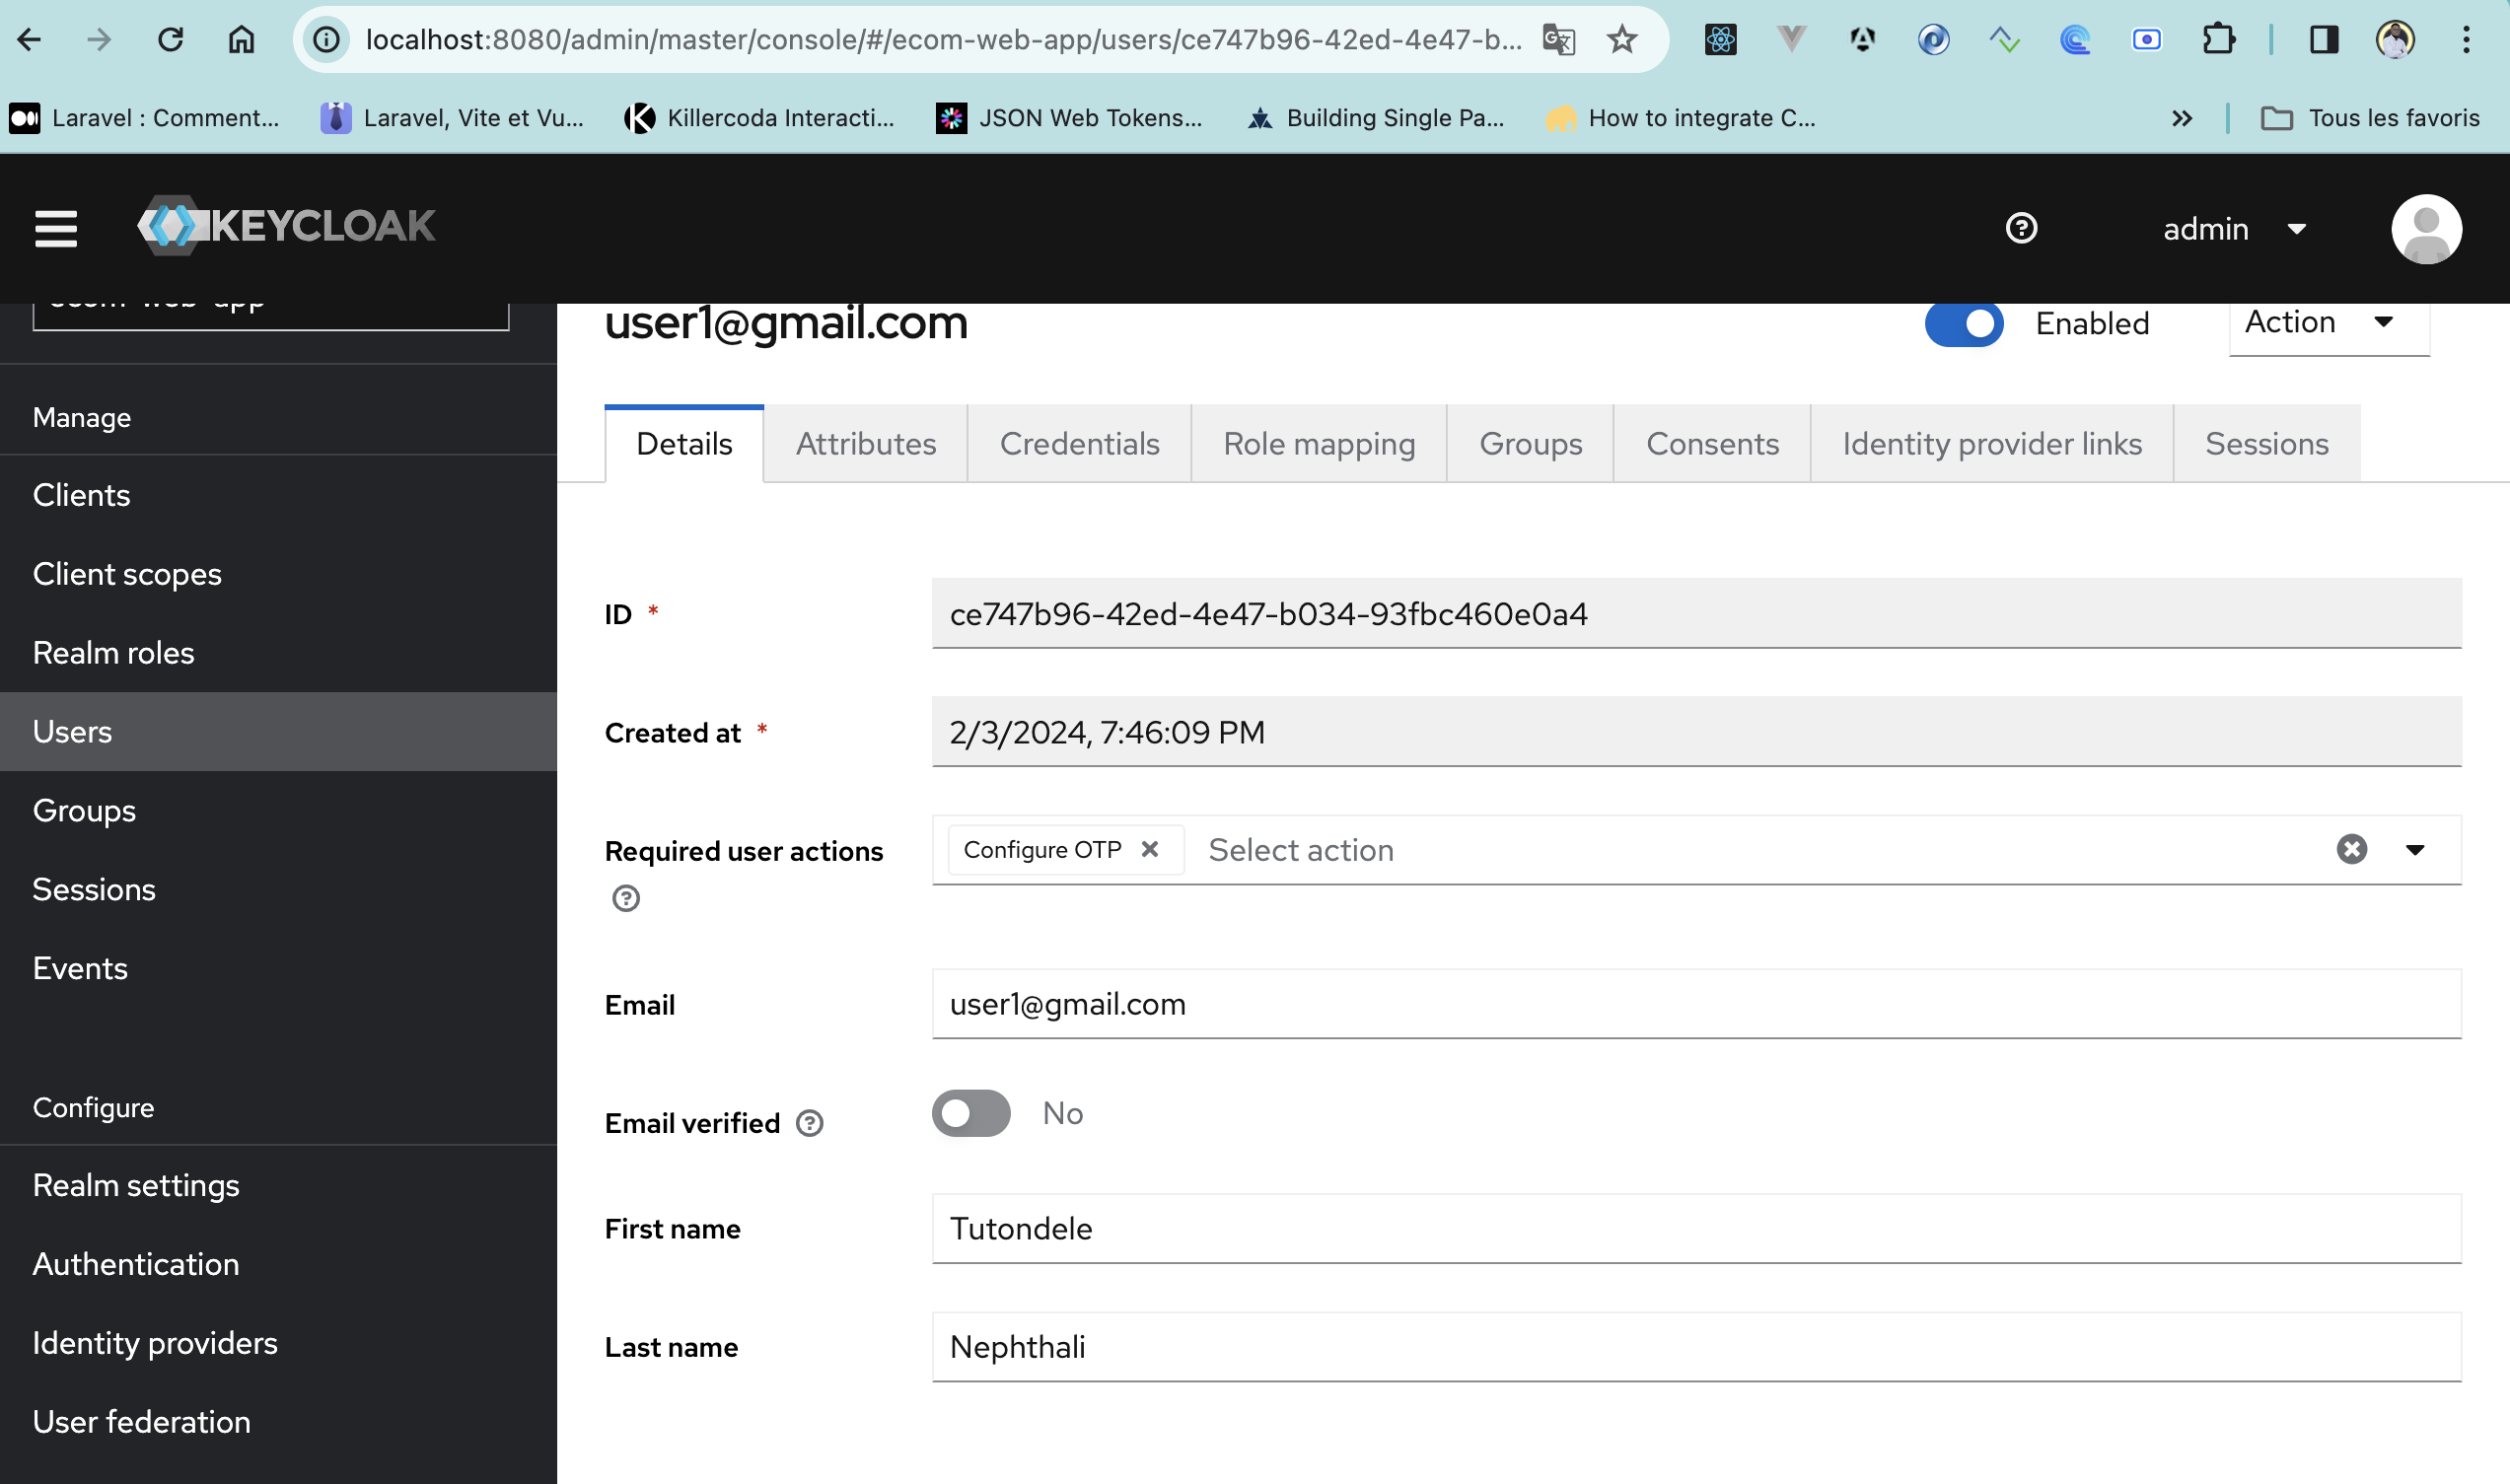 localhost:8080/admin/master/console/#/ecom-web-app/users/ce747b96-42ed-4e47-b...
Laravel : Comment...
Laravel, Vite et Vu...
Killercoda Interacti...
JSON Web Tokens...
Building Single Pa...
How to integrate C...
Tous les favoris
KEYCLOAK
admin
ecom-web-app
Manage
Clients
Client scopes
Realm roles
Users
Groups
Sessions
Events
Configure
Realm settings
Authentication
Identity providers
User federation
user1@gmail.com
Enabled
Action
Details
Attributes
Credentials
Role mapping
Groups
Consents
Identity provider links
Sessions
ID *
ce747b96-42ed-4e47-b034-93fbc460e0a4
Created at *
2/3/2024, 7:46:09 PM
Required user actions
Configure OTP
Select action
Email
user1@gmail.com
Email verified
No
First name
Tutondele
Last name
Nephthali